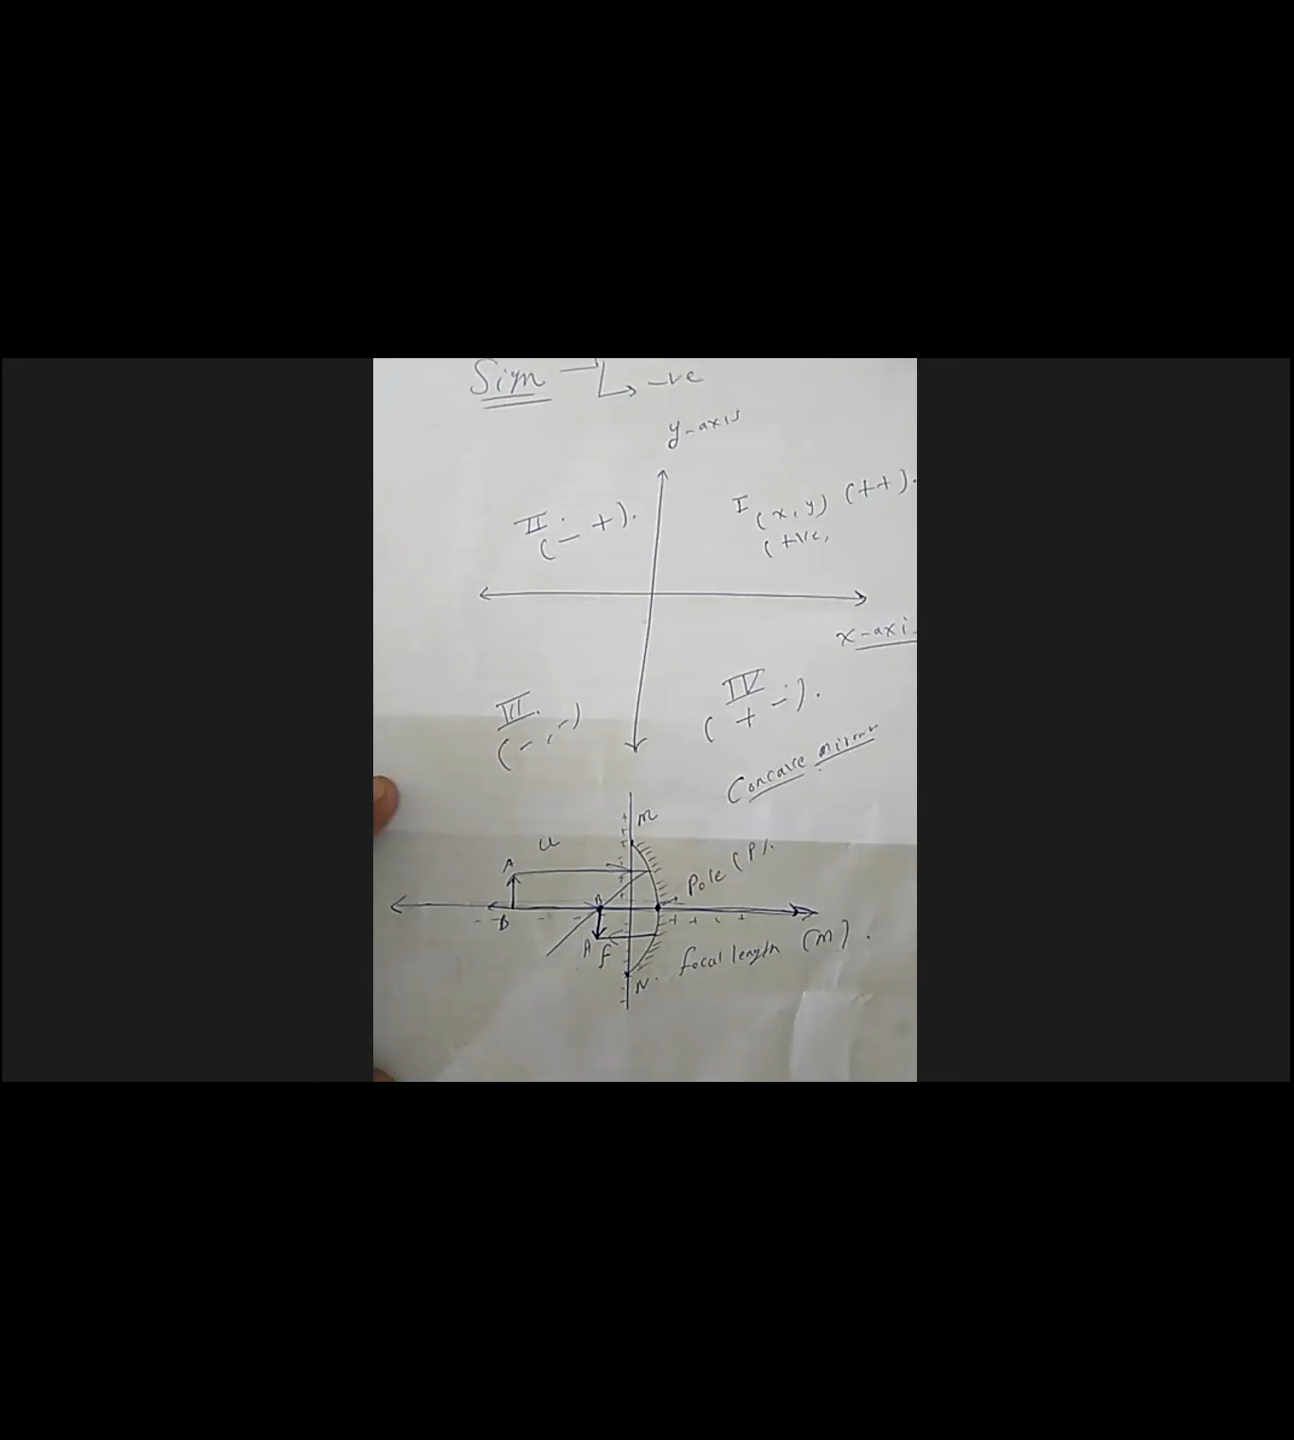 Sign → -ve
y-axis
II (- +).
I (x, y) (++).
(+ve,
x-axi
III (-, -)
IV (+ -).
Concave mirror
M
u
A
Pole (P).
B
A
f
focal length (m).
N.